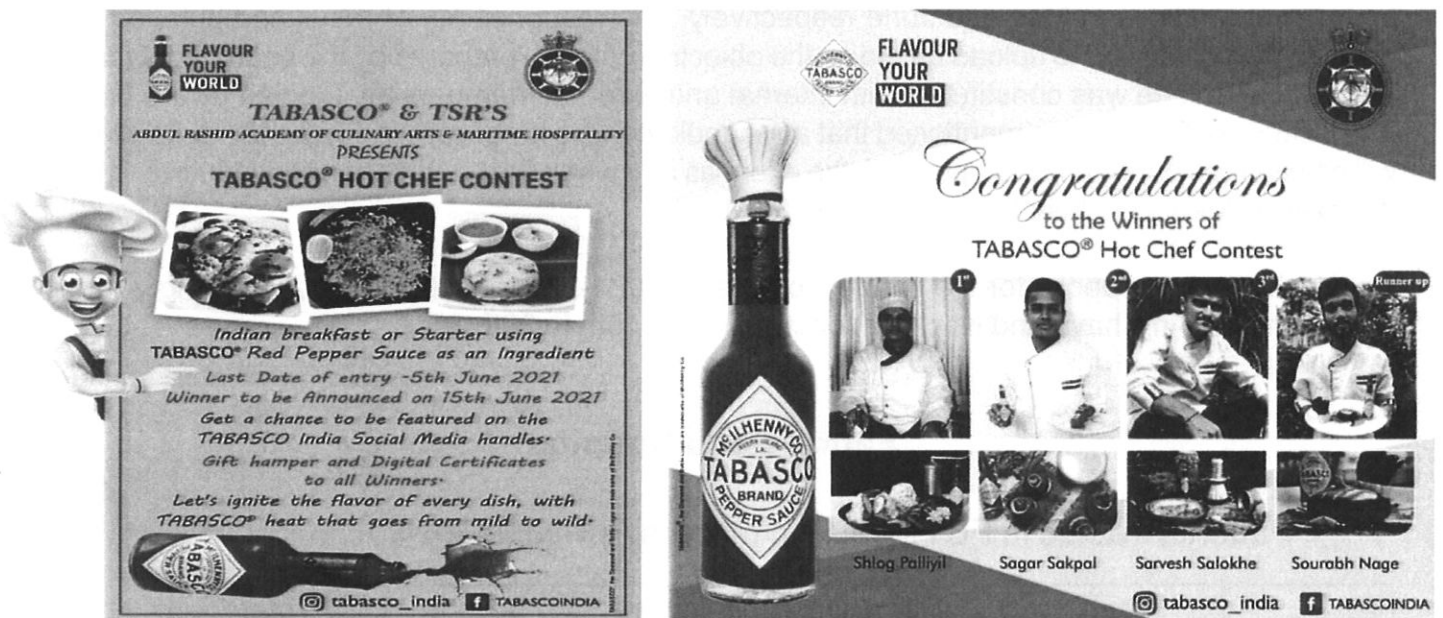 FLAVOUR
YOUR
WORLD
TABASCO® & TSR'S
ABDUL RASHID ACADEMY OF CULINARY ARTS & MARITIME HOSPITALITY
PRESENTS
TABASCO® HOT CHEF CONTEST
Indian breakfast or Starter using
TABASCO® Red Pepper Sauce as an Ingredient
Last Date of entry -5th June 2021
Winner to be Announced on 15th June 2021
Get a chance to be featured on the
TABASCO India Social Media handles.
Gift hamper and Digital Certificates
to all Winners.
Let's ignite the flavor of every dish, with
TABASCO® heat that goes from mild to wild.
tabasco_india TABASCOINDIA
TABASCO
FLAVOUR
YOUR
WORLD
Congratulations
to the Winners of
TABASCO® Hot Chef Contest
1st 2nd 3rd Runner up
McILHENNY CO.
TABASCO
BRAND
PEPPER SAUCE
Shlog Palliyil Sagar Sakpal Sarvesh Salokhe Sourabh Nage
tabasco_india TABASCOINDIA